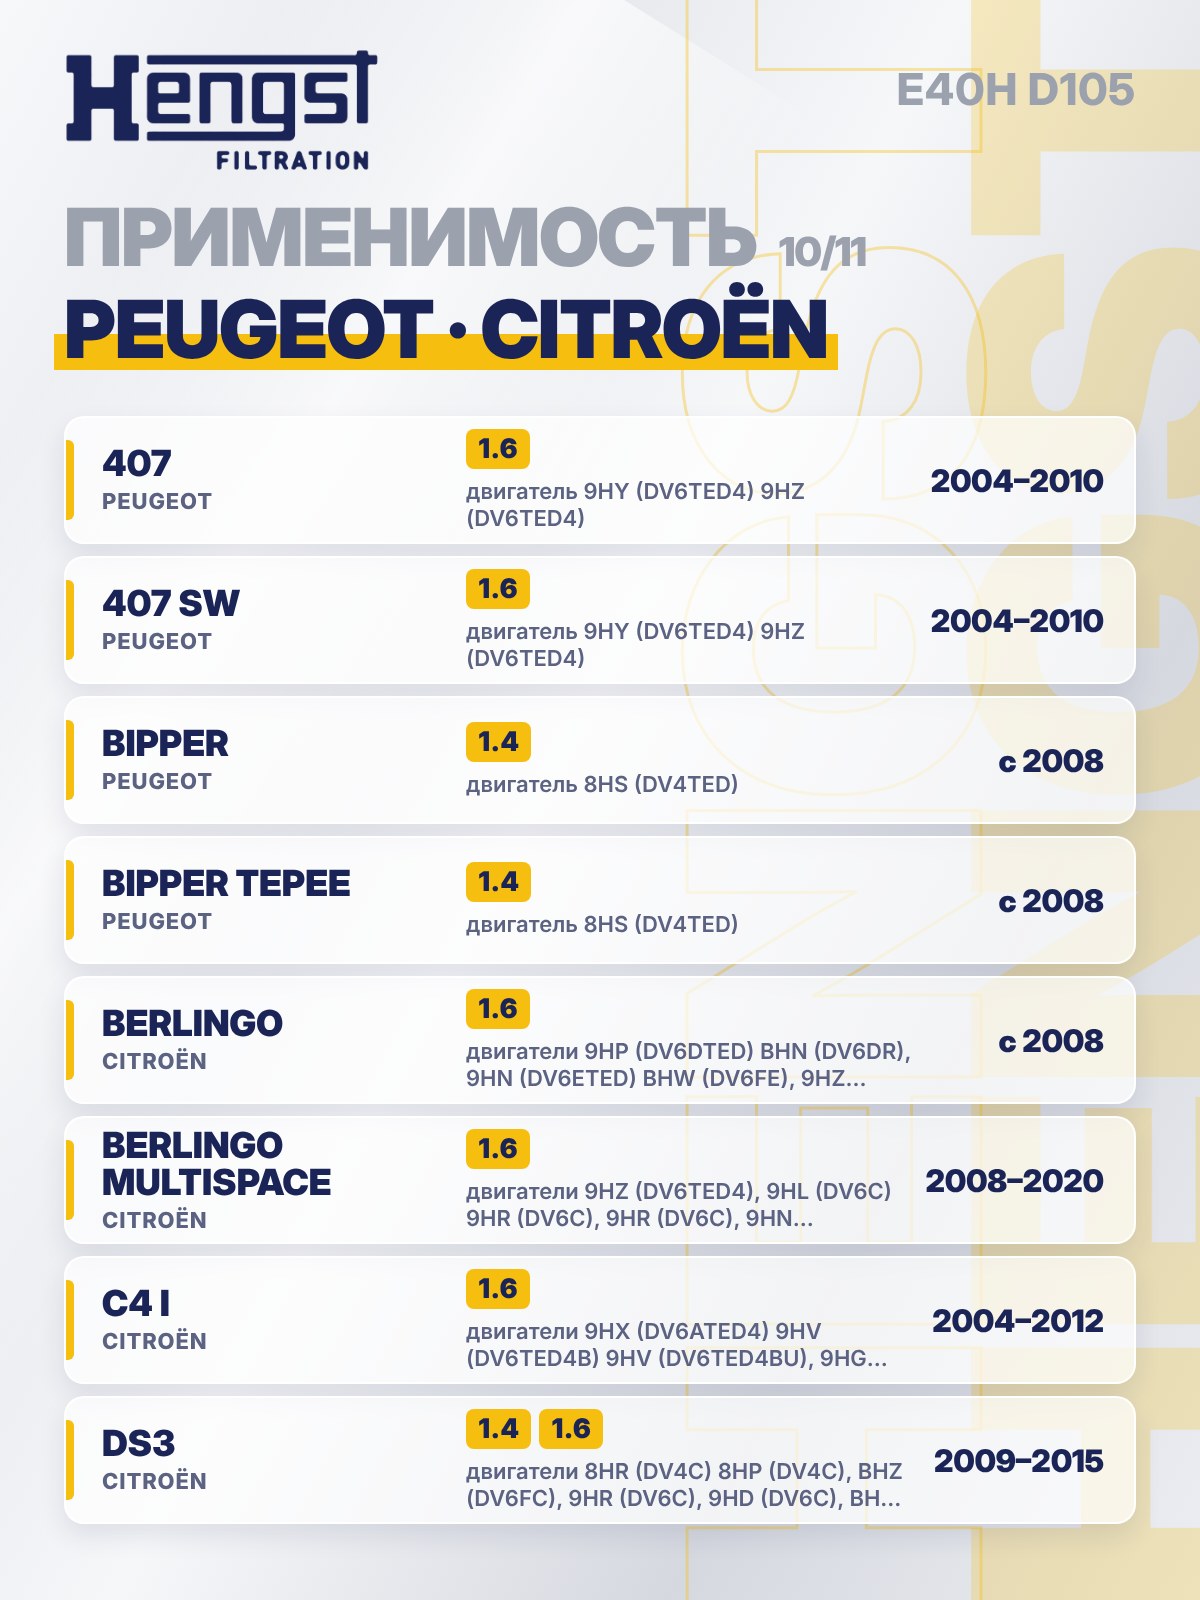 Hengst
FILTRATION
E40H D105
ПРИМЕНИМОСТЬ 10/11
PEUGEOT · CITROËN
407
PEUGEOT
1.6
двигатель 9HY (DV6TED4) 9HZ
(DV6TED4)
2004–2010
407 SW
PEUGEOT
1.6
двигатель 9HY (DV6TED4) 9HZ
(DV6TED4)
2004–2010
BIPPER
PEUGEOT
1.4
двигатель 8HS (DV4TED)
с 2008
BIPPER TEPEE
PEUGEOT
1.4
двигатель 8HS (DV4TED)
с 2008
BERLINGO
CITROËN
1.6
двигатели 9HP (DV6DTED) BHN (DV6DR),
9HN (DV6ETED) BHW (DV6FE), 9HZ...
с 2008
BERLINGO
MULTISPACE
CITROËN
1.6
двигатели 9HZ (DV6TED4), 9HL (DV6C)
9HR (DV6C), 9HR (DV6C), 9HN...
2008–2020
C4 I
CITROËN
1.6
двигатели 9HX (DV6ATED4) 9HV
(DV6TED4B) 9HV (DV6TED4BU), 9HG...
2004–2012
DS3
CITROËN
1.4 1.6
двигатели 8HR (DV4C) 8HP (DV4C), BHZ
(DV6FC), 9HR (DV6C), 9HD (DV6C), BH...
2009–2015
HENGST
HENGST